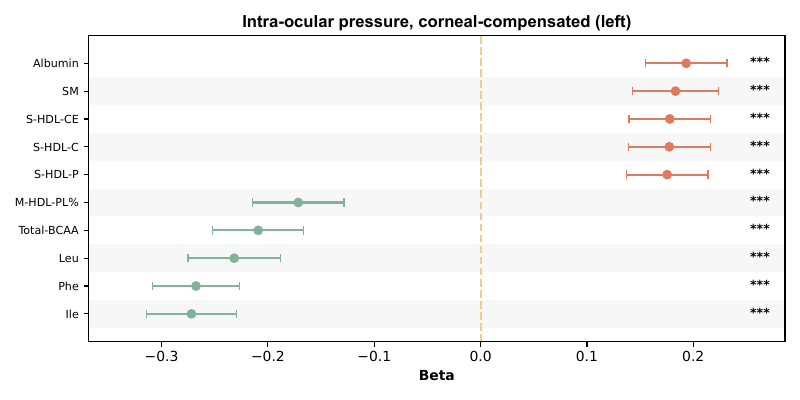 Intra-ocular pressure, corneal-compensated (left)
Albumin ***
SM ***
S-HDL-CE ***
S-HDL-C ***
S-HDL-P ***
M-HDL-PL% ***
Total-BCAA ***
Leu ***
Phe ***
Ile ***
−0.3 −0.2 −0.1 0.0 0.1 0.2
Beta